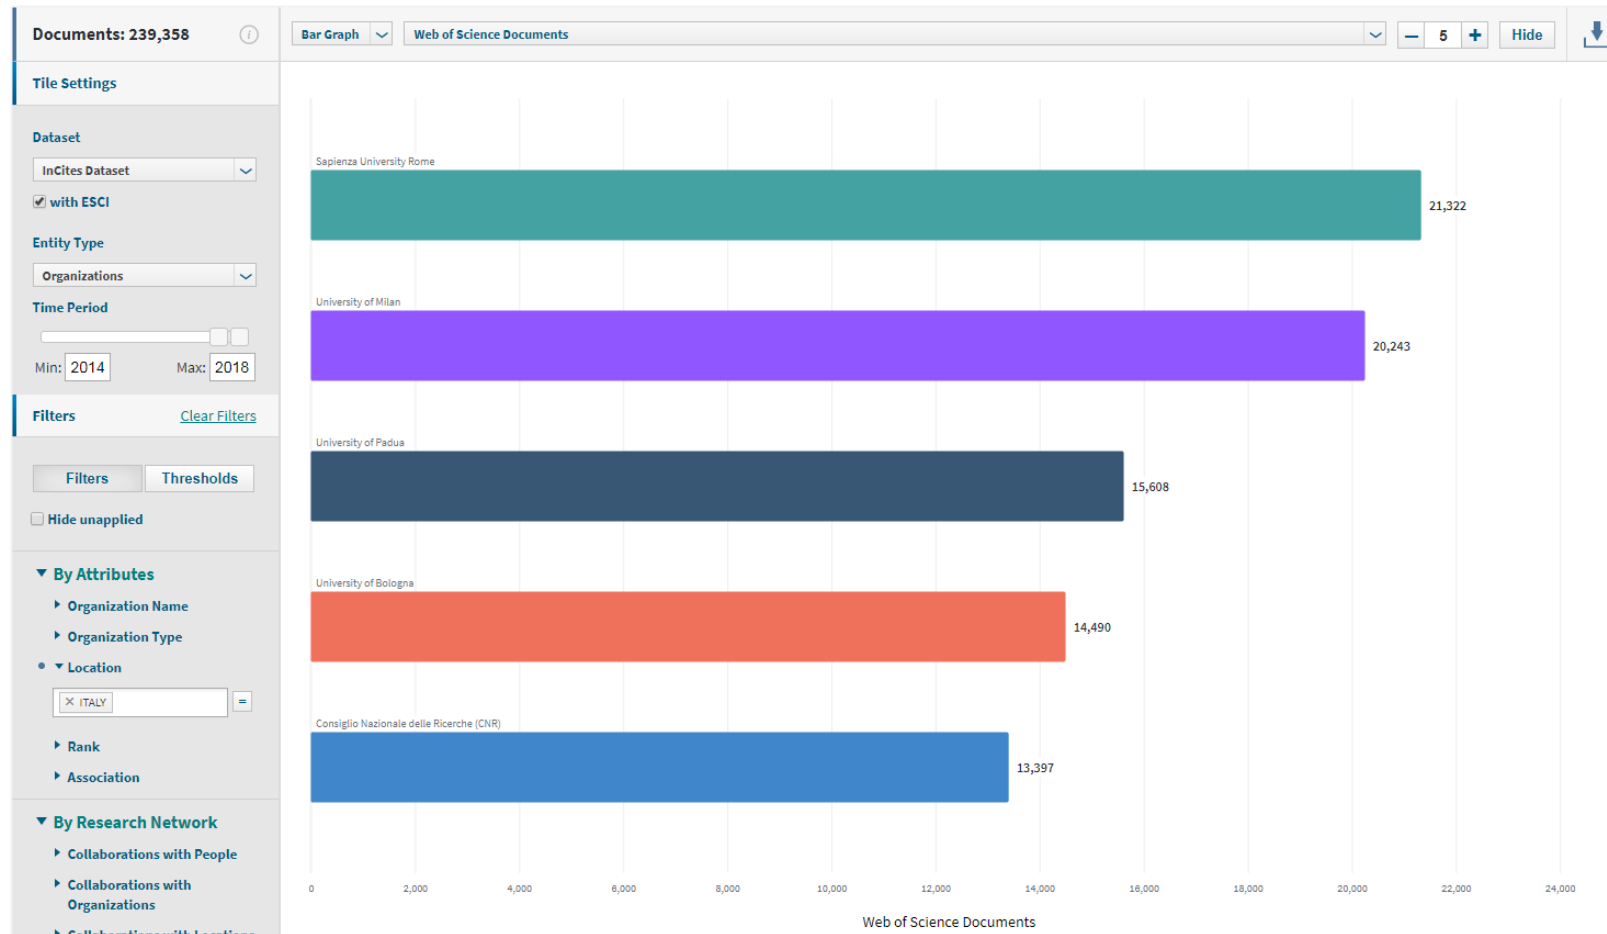 Documents: 239,358
Tile Settings
Dataset
InCites Dataset
with ESCI
Entity Type
Organizations
Time Period
Min: 2014 Max: 2018
Filters Clear Filters
Filters Thresholds
Hide unapplied
By Attributes
Organization Name
Organization Type
Location
× ITALY =
Rank
Association
By Research Network
Collaborations with People
Collaborations with
Organizations
Collaborations with Locations
Bar Graph Web of Science Documents 5 Hide
Sapienza University Rome
21,322
University of Milan
20,243
University of Padua
15,608
University of Bologna
14,490
Consiglio Nazionale delle Ricerche (CNR)
13,397
0 2,000 4,000 6,000 8,000 10,000 12,000 14,000 16,000 18,000 20,000 22,000 24,000
Web of Science Documents